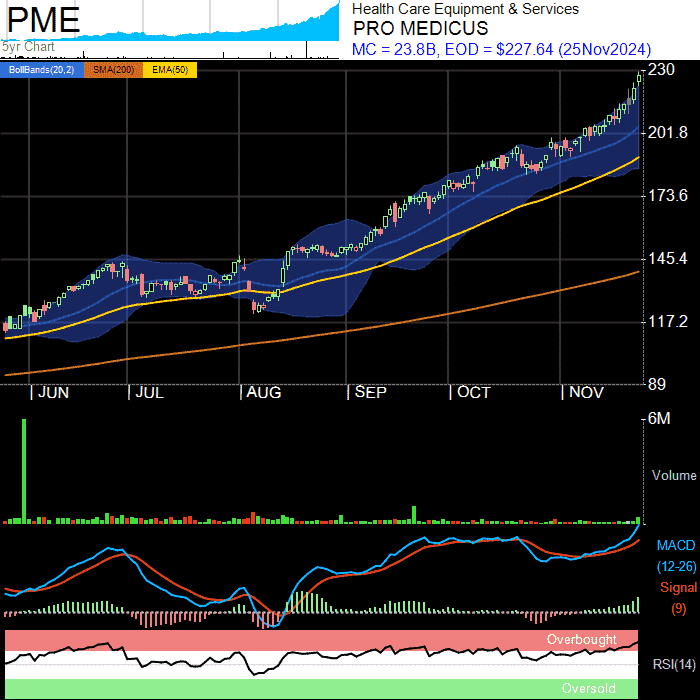 PME
5yr Chart
Health Care Equipment & Services
PRO MEDICUS
MC = 23.8B, EOD = $227.64 (25Nov2024)
BollBands(20,2) SMA(200) EMA(50)
230
201.8
173.6
145.4
117.2
89
JUN JUL AUG SEP OCT NOV
6M
Volume
MACD
(12-26)
Signal
(9)
Overbought
RSI(14)
Oversold